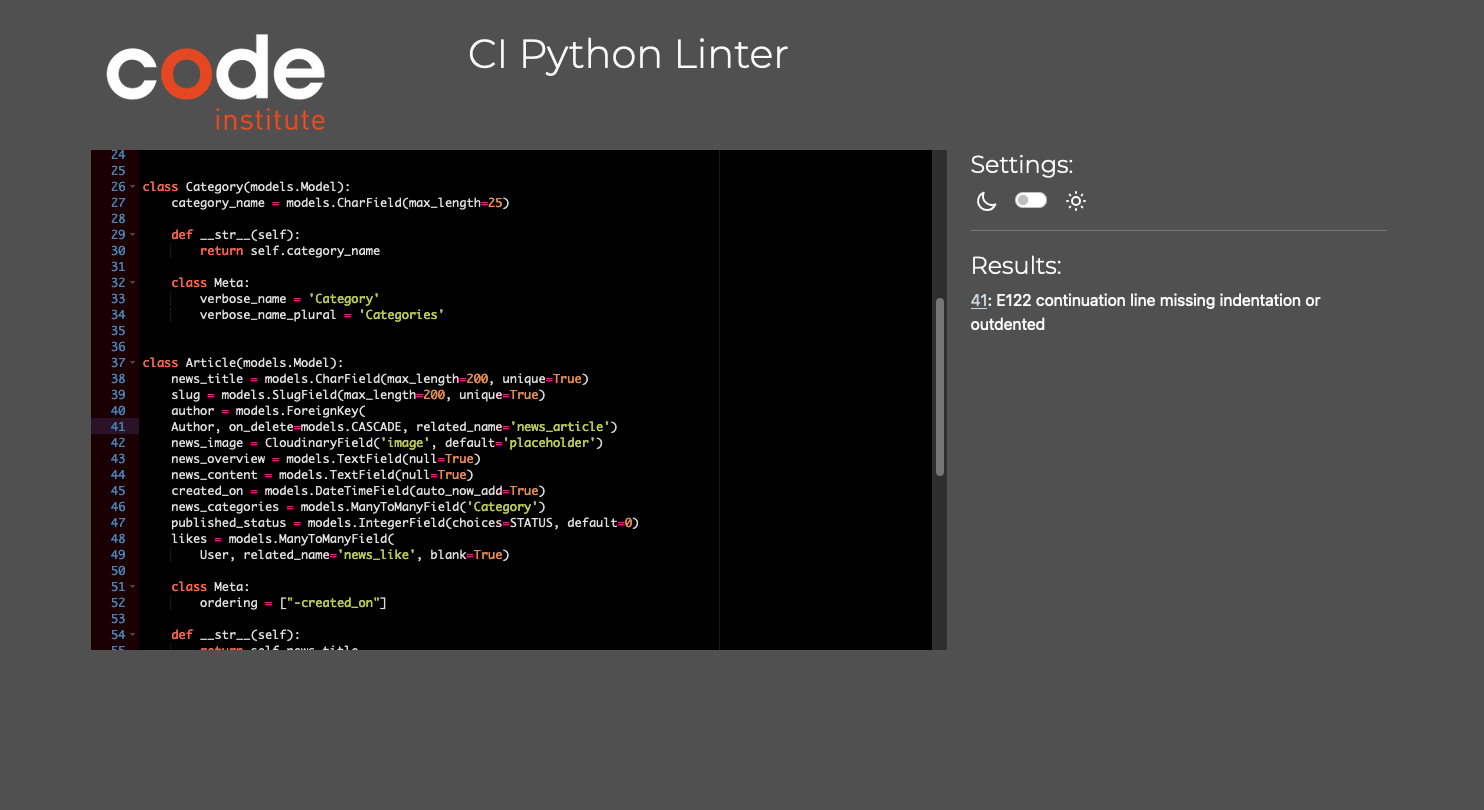 code
institute
CI Python Linter
24
25
26 class Category(models.Model):
27     category_name = models.CharField(max_length=25)
28
29     def __str__(self):
30         return self.category_name
31
32     class Meta:
33         verbose_name = 'Category'
34         verbose_name_plural = 'Categories'
35
36
37 class Article(models.Model):
38     news_title = models.CharField(max_length=200, unique=True)
39     slug = models.SlugField(max_length=200, unique=True)
40     author = models.ForeignKey(
41     Author, on_delete=models.CASCADE, related_name='news_article')
42     news_image = CloudinaryField('image', default='placeholder')
43     news_overview = models.TextField(null=True)
44     news_content = models.TextField(null=True)
45     created_on = models.DateTimeField(auto_now_add=True)
46     news_categories = models.ManyToManyField('Category')
47     published_status = models.IntegerField(choices=STATUS, default=0)
48     likes = models.ManyToManyField(
49         User, related_name='news_like', blank=True)
50
51     class Meta:
52         ordering = ["-created_on"]
53
54     def __str__(self):
55         return self.news_title
Settings:
Results:
41: E122 continuation line missing indentation or
outdented